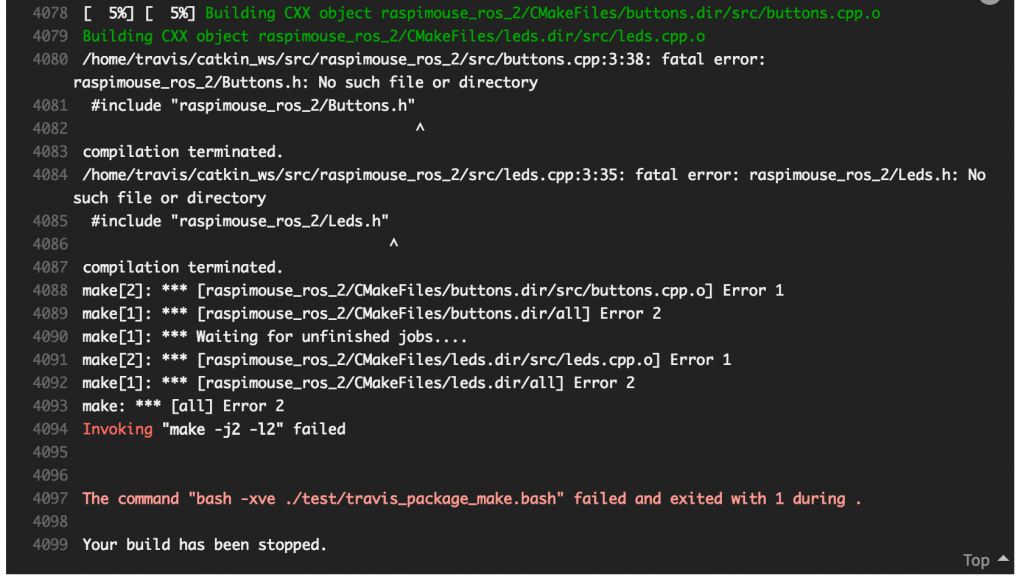 4078 [  5%] [  5%] Building CXX object raspimouse_ros_2/CMakeFiles/buttons.dir/src/buttons.cpp.o
4079 Building CXX object raspimouse_ros_2/CMakeFiles/leds.dir/src/leds.cpp.o
4080 /home/travis/catkin_ws/src/raspimouse_ros_2/src/buttons.cpp:3:38: fatal error:
raspimouse_ros_2/Buttons.h: No such file or directory
4081  #include "raspimouse_ros_2/Buttons.h"
4082                                       ^
4083 compilation terminated.
4084 /home/travis/catkin_ws/src/raspimouse_ros_2/src/leds.cpp:3:35: fatal error: raspimouse_ros_2/Leds.h: No
such file or directory
4085  #include "raspimouse_ros_2/Leds.h"
4086                                    ^
4087 compilation terminated.
4088 make[2]: *** [raspimouse_ros_2/CMakeFiles/buttons.dir/src/buttons.cpp.o] Error 1
4089 make[1]: *** [raspimouse_ros_2/CMakeFiles/buttons.dir/all] Error 2
4090 make[1]: *** Waiting for unfinished jobs....
4091 make[2]: *** [raspimouse_ros_2/CMakeFiles/leds.dir/src/leds.cpp.o] Error 1
4092 make[1]: *** [raspimouse_ros_2/CMakeFiles/leds.dir/all] Error 2
4093 make: *** [all] Error 2
4094 Invoking "make -j2 -l2" failed
4095
4096
4097 The command "bash -xve ./test/travis_package_make.bash" failed and exited with 1 during .
4098
4099 Your build has been stopped.
Top